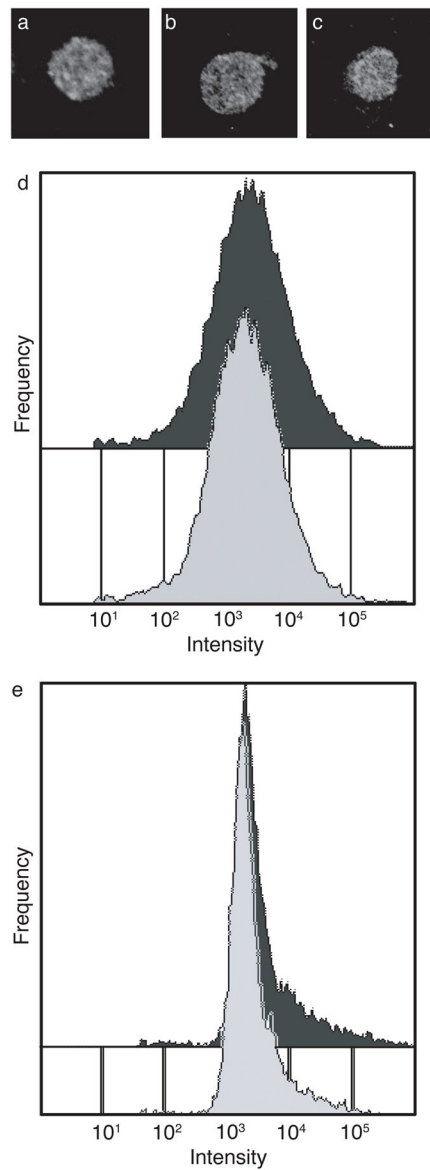 a b c
d
Frequency
10¹ 10² 10³ 10⁴ 10⁵
Intensity
e
Frequency
10¹ 10² 10³ 10⁴ 10⁵
Intensity